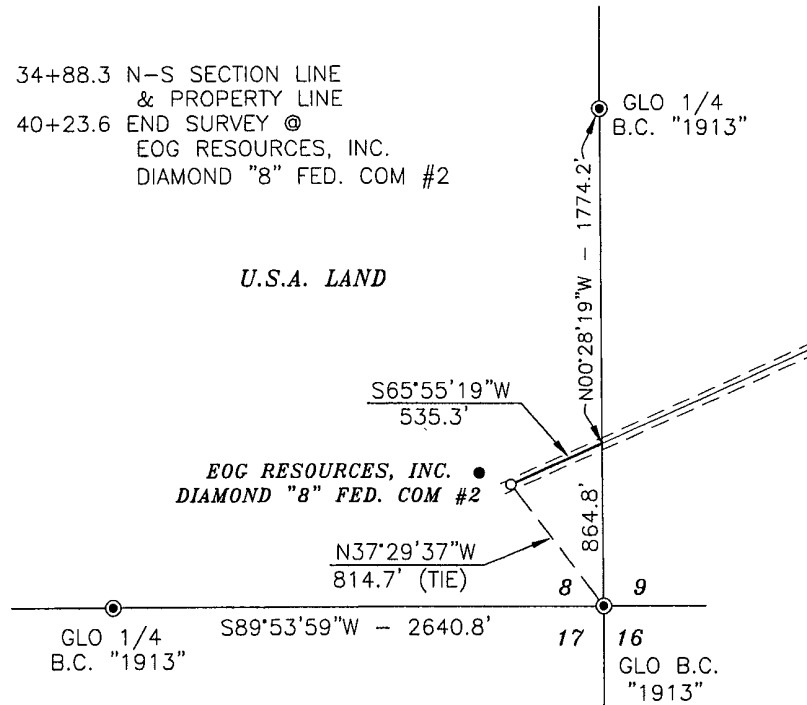 34+88.3 N-S SECTION LINE
& PROPERTY LINE
40+23.6 END SURVEY @
EOG RESOURCES, INC.
DIAMOND "8" FED. COM #2
GLO 1/4
B.C. "1913"
U.S.A. LAND
N00°28'19"W - 1774.2'
S65°55'19"W
535.3'
EOG RESOURCES, INC.
DIAMOND "8" FED. COM #2
864.8'
N37°29'37"W
814.7' (TIE)
8 9
S89°53'59"W - 2640.8'
17 16
GLO 1/4
B.C. "1913"
GLO B.C.
"1913"